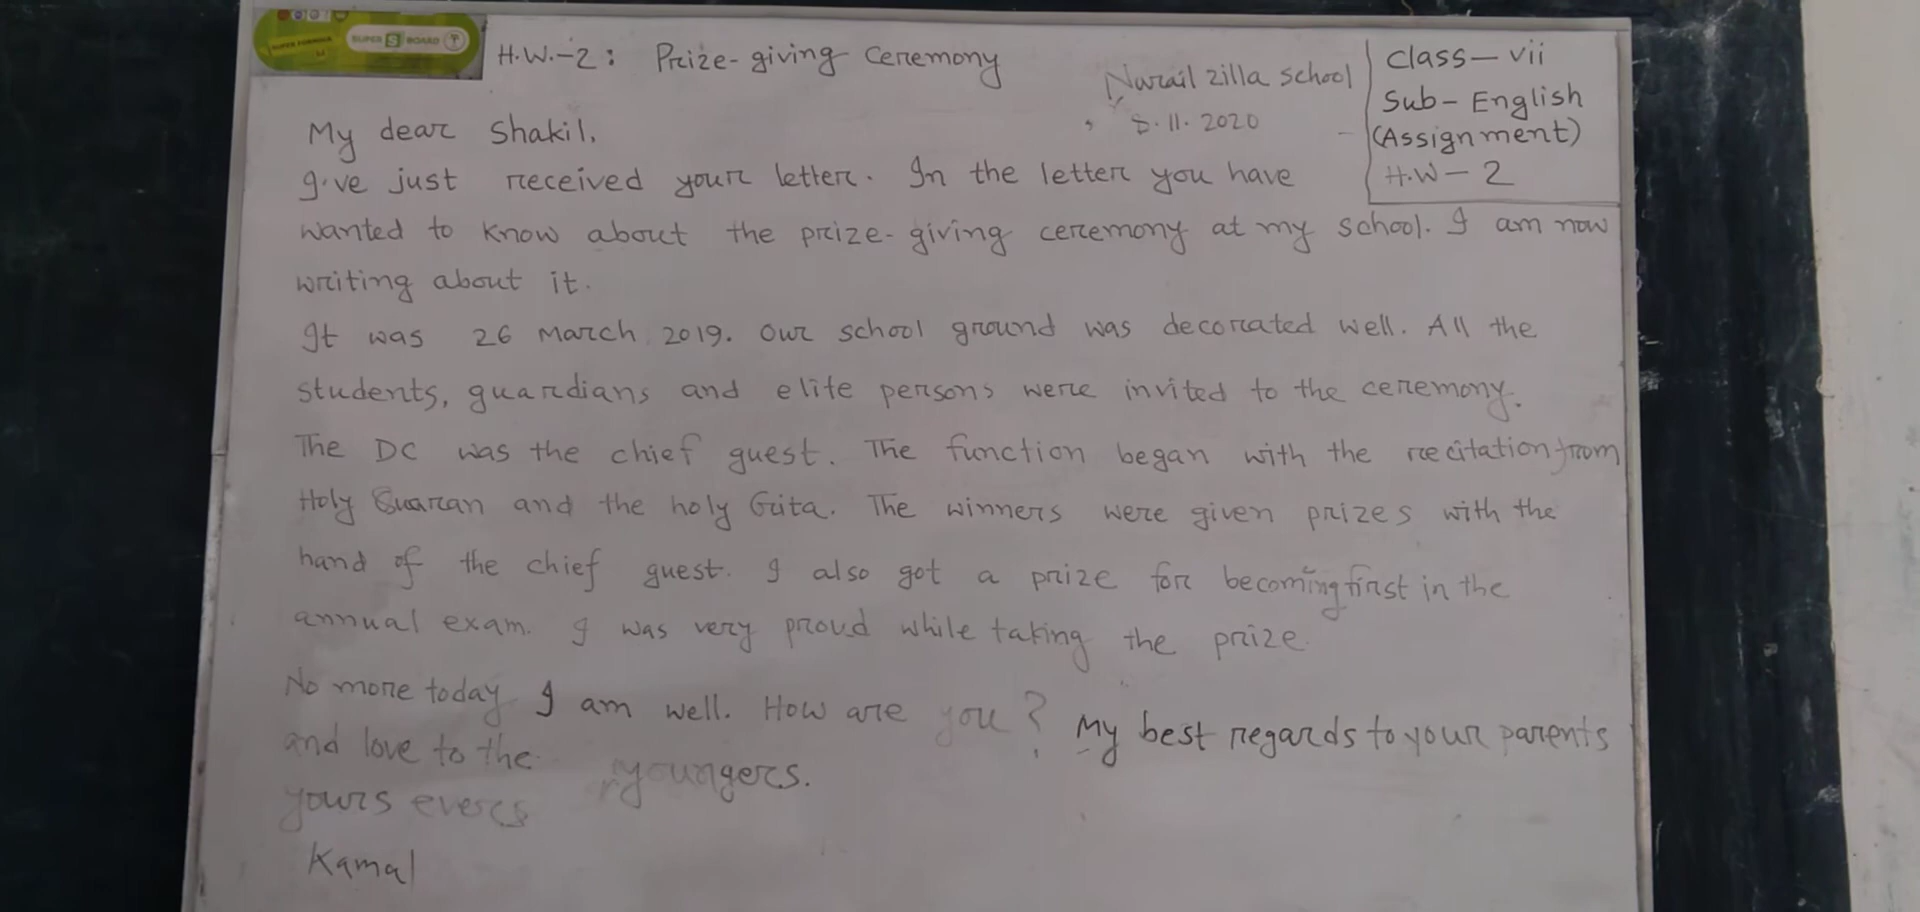 SUPER FORMICA
SUPER S BOARD
H.W.-2: Prize-giving ceremony
Narail zilla school
8.11.2020
Class-vii
Sub-English
(Assignment)
H.W-2
My dear Shakil,
I've just received your letter. In the letter you have
wanted to know about the prize-giving ceremony at my school. I am now
writing about it.
It was 26 March 2019. Our school ground was decorated well. All the
students, guardians and elite persons were invited to the ceremony.
The DC was the chief guest. The function began with the recitation from
Holy Quaran and the holy Gita. The winners were given prizes with the
hand of the chief guest. I also got a prize for becoming first in the
annual exam. I was very proud while taking the prize.
No more today I am well. How are you? My best regards to your parents
and love to the youngers.
yours evers
Kamal